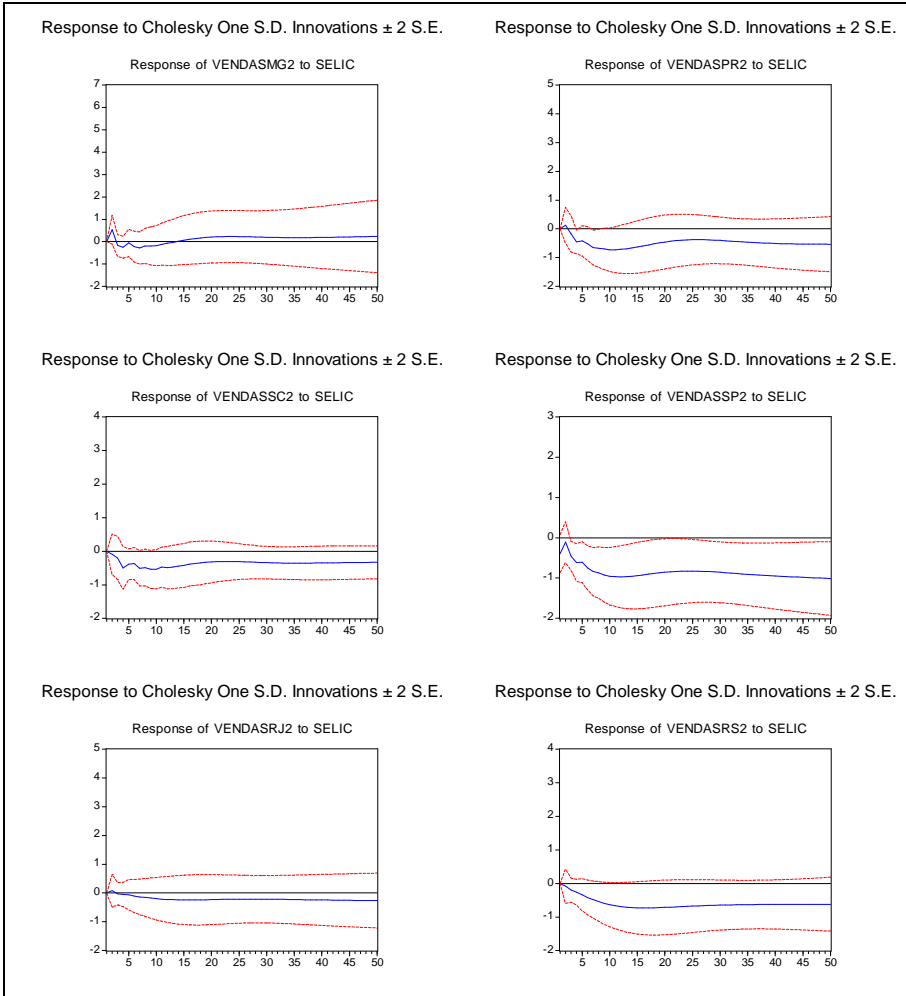 Response to Cholesky One S.D. Innovations ± 2 S.E.
Response of VENDASMG2 to SELIC
7
6
5
4
3
2
1
0
-1
-2
5 10 15 20 25 30 35 40 45 50
Response to Cholesky One S.D. Innovations ± 2 S.E.
Response of VENDASPR2 to SELIC
5
4
3
2
1
0
-1
-2
5 10 15 20 25 30 35 40 45 50
Response to Cholesky One S.D. Innovations ± 2 S.E.
Response of VENDASSC2 to SELIC
4
3
2
1
0
-1
-2
5 10 15 20 25 30 35 40 45 50
Response to Cholesky One S.D. Innovations ± 2 S.E.
Response of VENDASSP2 to SELIC
3
2
1
0
-1
-2
5 10 15 20 25 30 35 40 45 50
Response to Cholesky One S.D. Innovations ± 2 S.E.
Response of VENDASRJ2 to SELIC
5
4
3
2
1
0
-1
-2
5 10 15 20 25 30 35 40 45 50
Response to Cholesky One S.D. Innovations ± 2 S.E.
Response of VENDASRS2 to SELIC
4
3
2
1
0
-1
-2
5 10 15 20 25 30 35 40 45 50